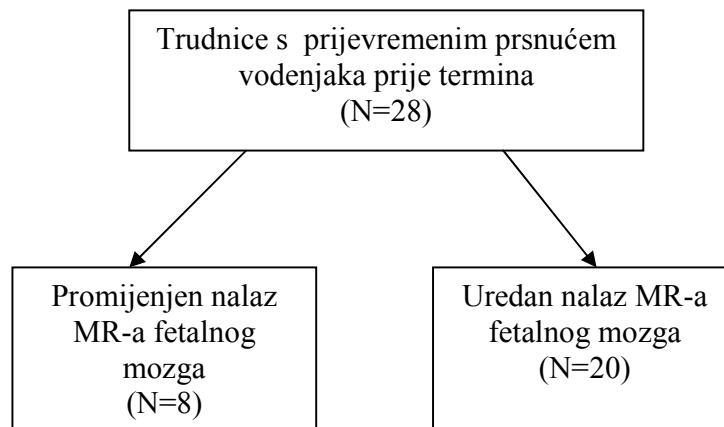 Trudnice s prijevremenim prsnućem
vodenjaka prije termina
(N=28)
Promijenjen nalaz
MR-a fetalnog
mozga
(N=8)
Uredan nalaz MR-a
fetalnog mozga
(N=20)